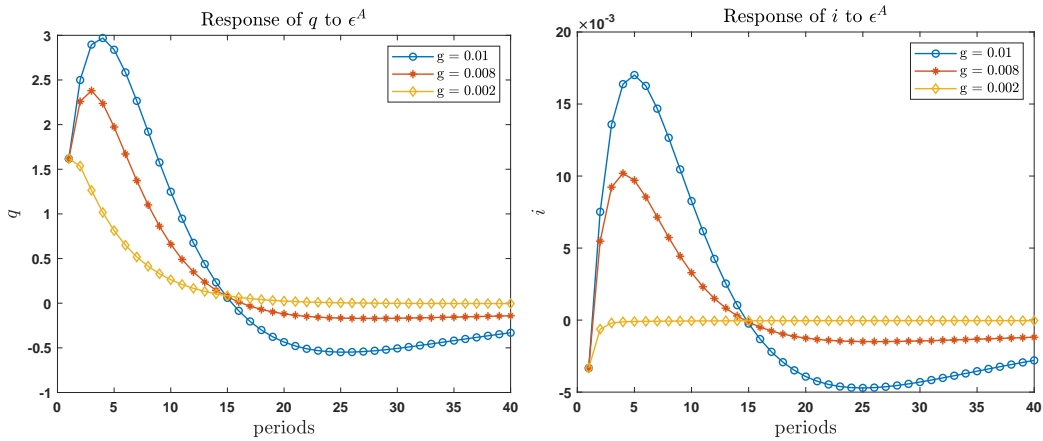 Response of q to ϵ^A
3
2.5
2
1.5
1
0.5
0
-0.5
-1
q
0 5 10 15 20 25 30 35 40
periods
g = 0.01
g = 0.008
g = 0.002
×10^-3 Response of i to ϵ^A
20
15
10
5
0
-5
i
0 5 10 15 20 25 30 35 40
periods
g = 0.01
g = 0.008
g = 0.002